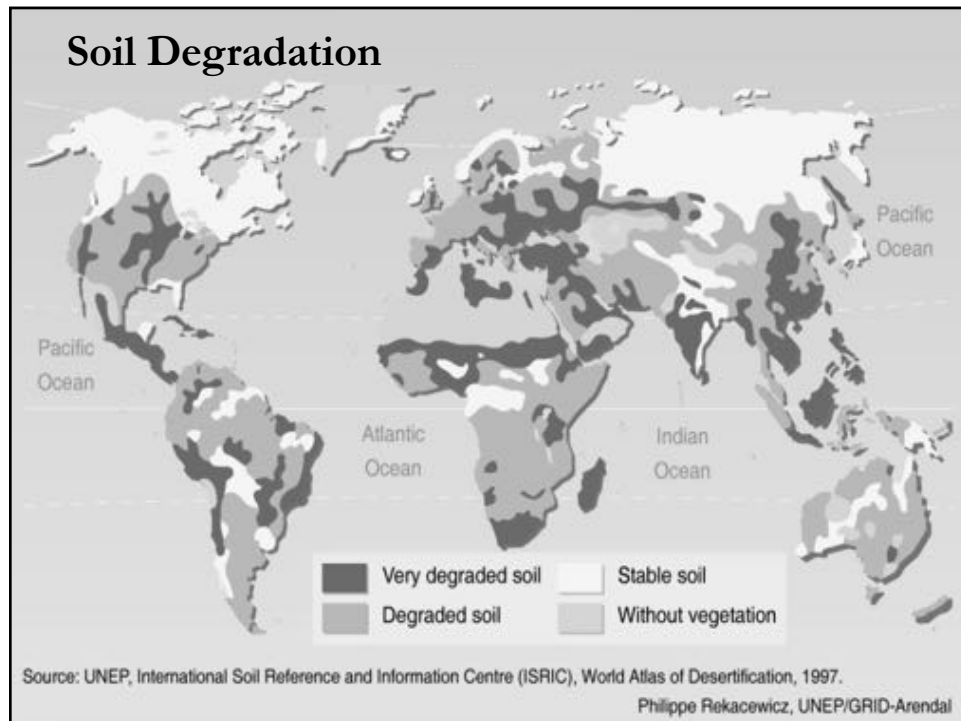 Soil Degradation
Pacific
Ocean
Pacific
Ocean
Atlantic
Ocean
Indian
Ocean
Very degraded soil
Stable soil
Degraded soil
Without vegetation
Source: UNEP, International Soil Reference and Information Centre (ISRIC), World Atlas of Desertification, 1997.
Philippe Rekacewicz, UNEP/GRID-Arendal